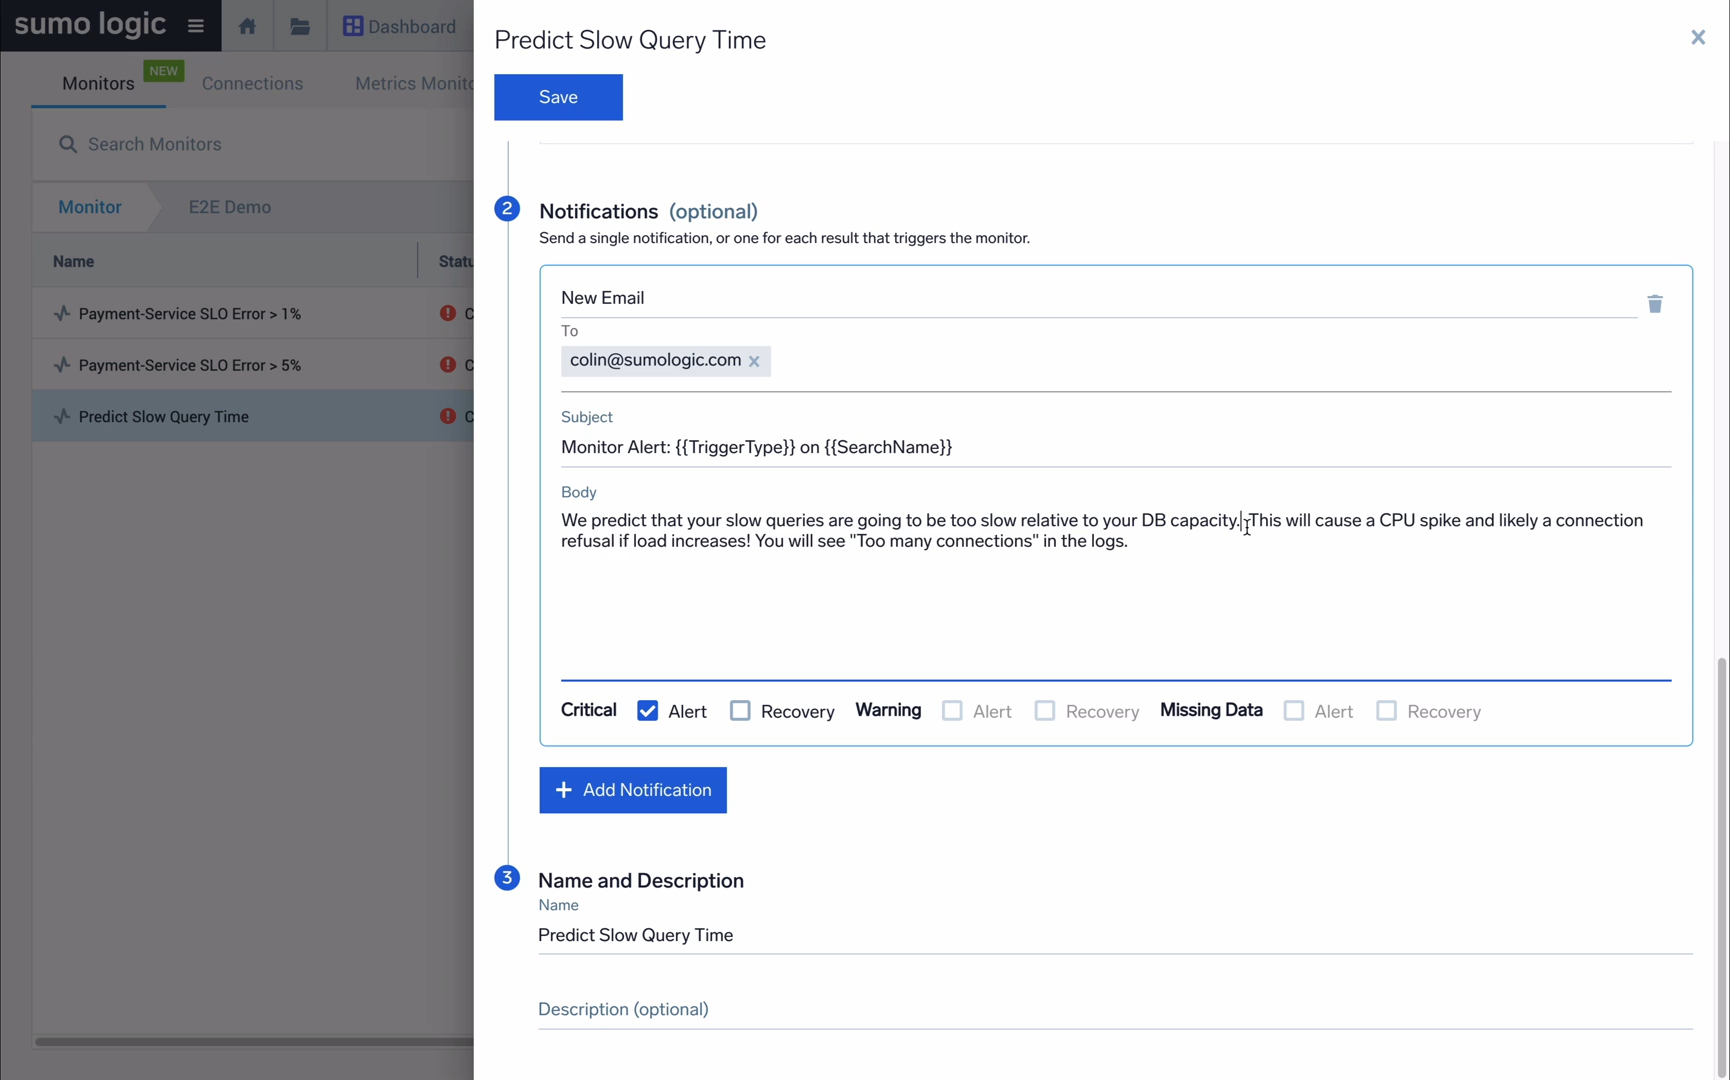 sumo logic
Dashboard
Monitors
NEW
Connections
Metrics Monito
Search Monitors
Monitor
E2E Demo
Name
Statu
Payment-Service SLO Error > 1%
C
Payment-Service SLO Error > 5%
C
Predict Slow Query Time
C
Predict Slow Query Time
Save
2
Notifications (optional)
Send a single notification, or one for each result that triggers the monitor.
New Email
To
colin@sumologic.com
Subject
Monitor Alert: {{TriggerType}} on {{SearchName}}
Body
We predict that your slow queries are going to be too slow relative to your DB capacity. This will cause a CPU spike and likely a connection
refusal if load increases! You will see "Too many connections" in the logs.
Critical Alert Recovery Warning Alert Recovery Missing Data Alert Recovery
+ Add Notification
3
Name and Description
Name
Predict Slow Query Time
Description (optional)